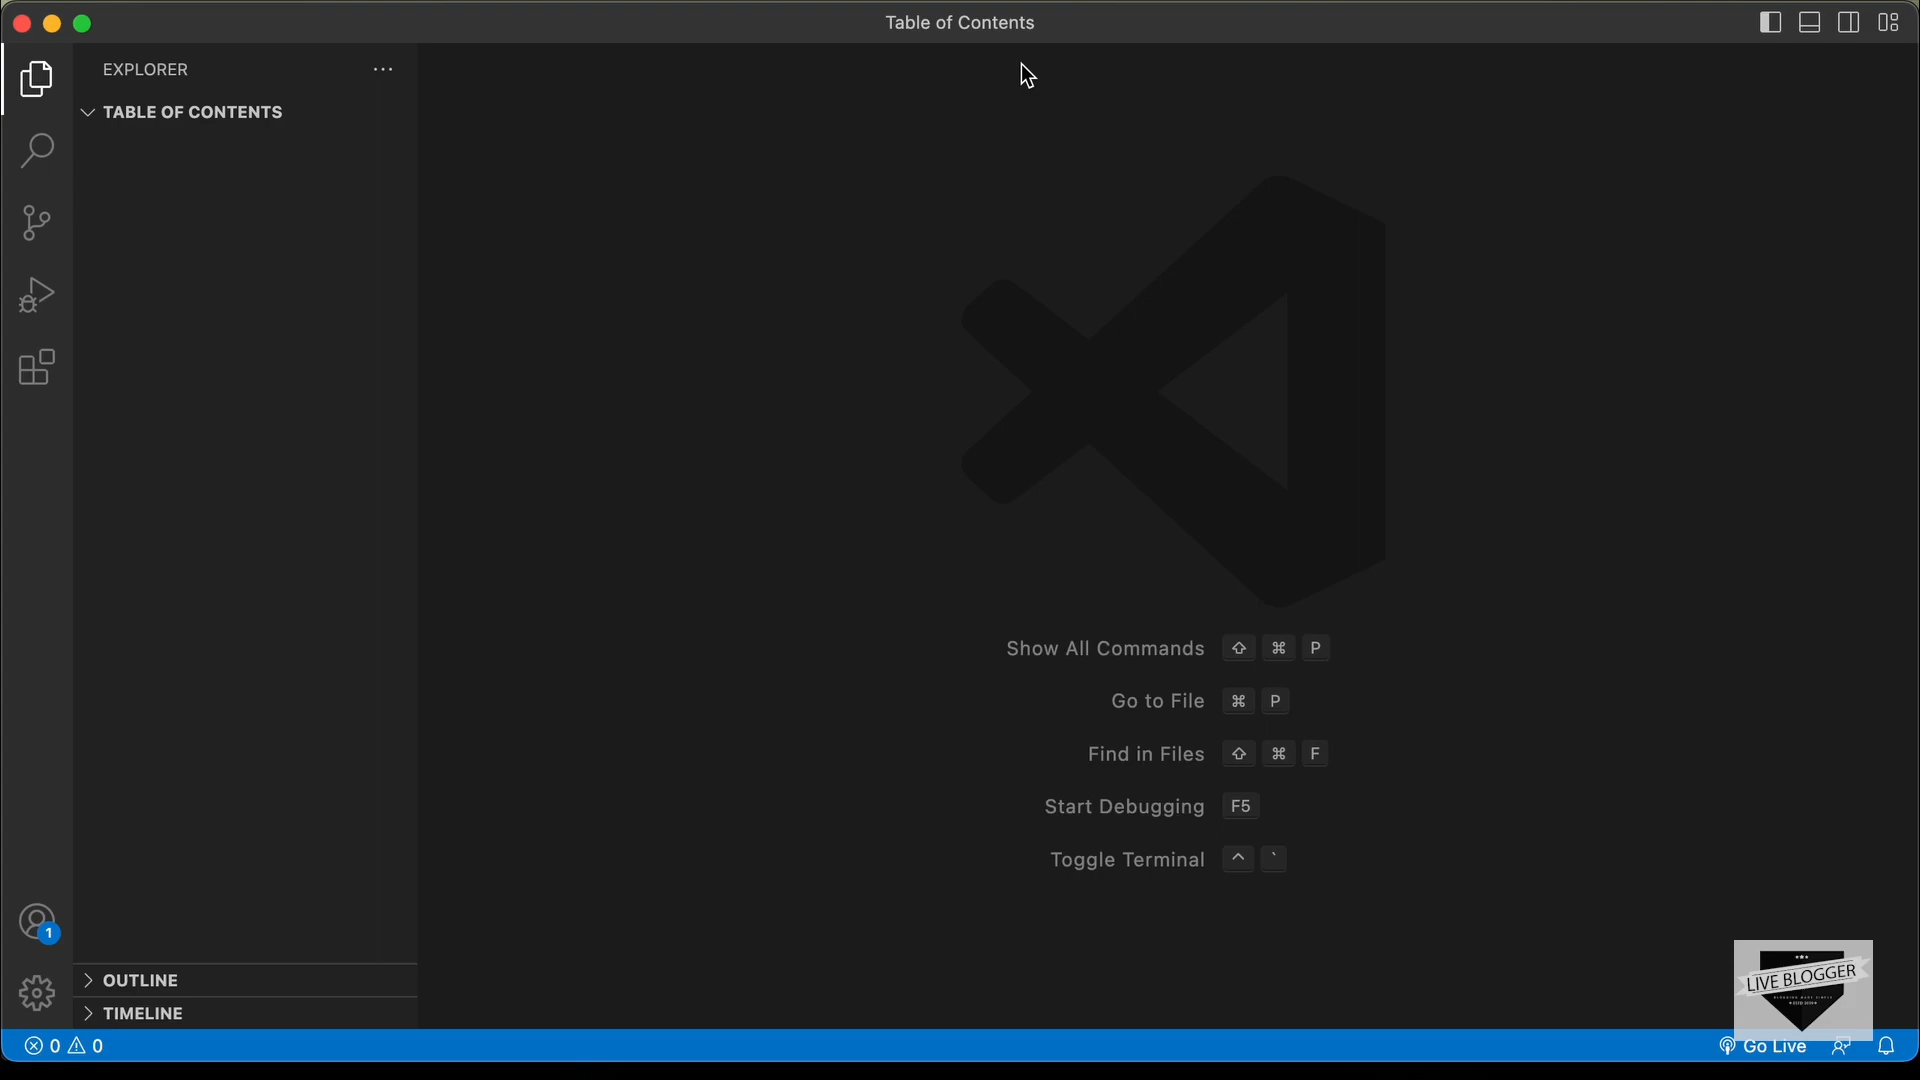 Table of Contents
EXPLORER
TABLE OF CONTENTS
Show All Commands ⇧ ⌘ P
Go to File ⌘ P
Find in Files ⇧ ⌘ F
Start Debugging F5
Toggle Terminal ^ `
1
OUTLINE
TIMELINE
LIVE BLOGGER
0 0
Go Live